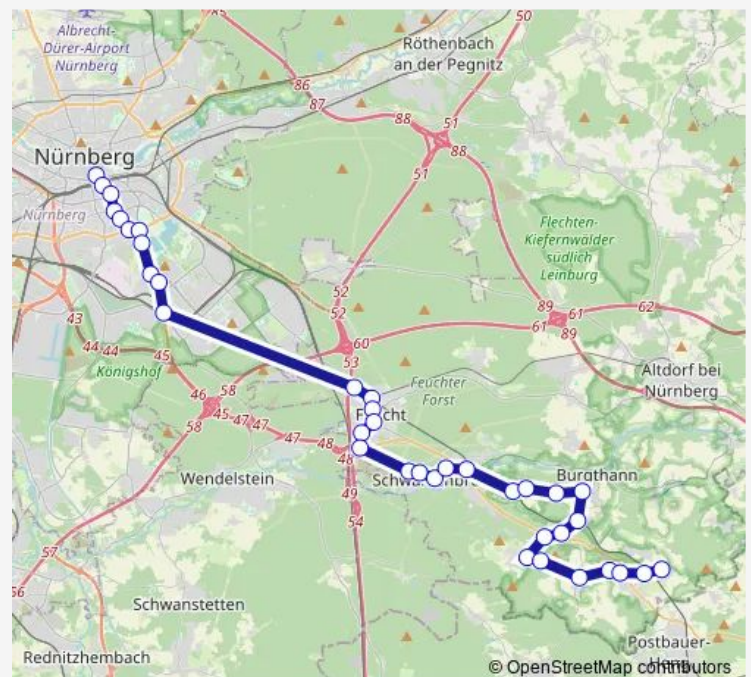 Albrecht-
Dürer-Airport
Nürnberg
85
50
Röthenbach
an der Pegnitz
86
87
88
51
88
51
Nürnberg
Nürnberg
Flechten-
Kiefernwälder
südlich
Leinburg
52
52
89
61
61
62
89
60
53
43
44 44
45
Königshof
46
58
45
47
47
58
47
48
48
Feuchter
Forst
Altdorf bei
Nürnberg
Wendelstein
49
54
Burgthann
57
56
Schwanstetten
Rednitzhembach
Postbauer-
© OpenStreetMap contributors